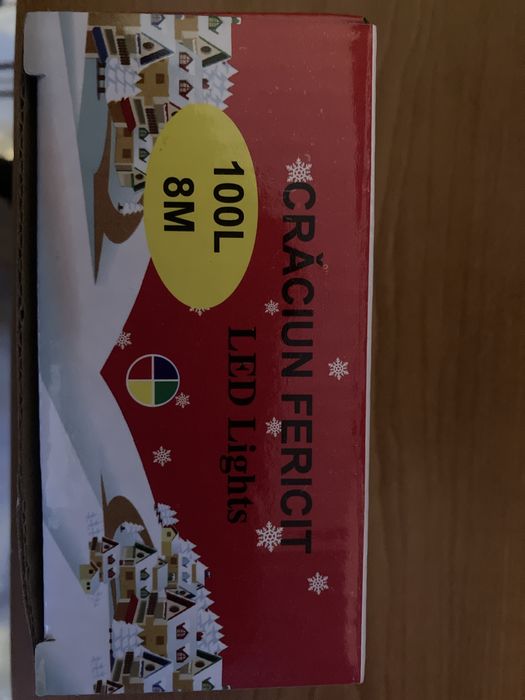 CRĂCIUN FERICIT
LED Lights
100L
8M